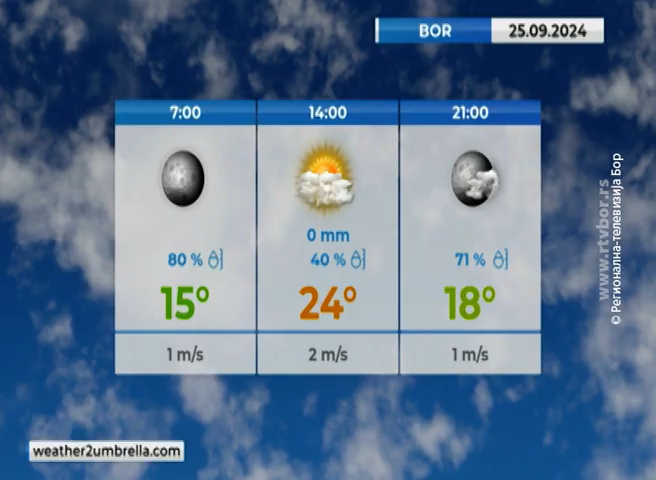 BOR 25.09.2024
7:00 14:00 21:00
0 mm
80 % 40 % 71 %
15° 24° 18°
1 m/s 2 m/s 1 m/s
www.rtvbor.rs
© Регионална-телевизија Бор
weather2umbrella.com